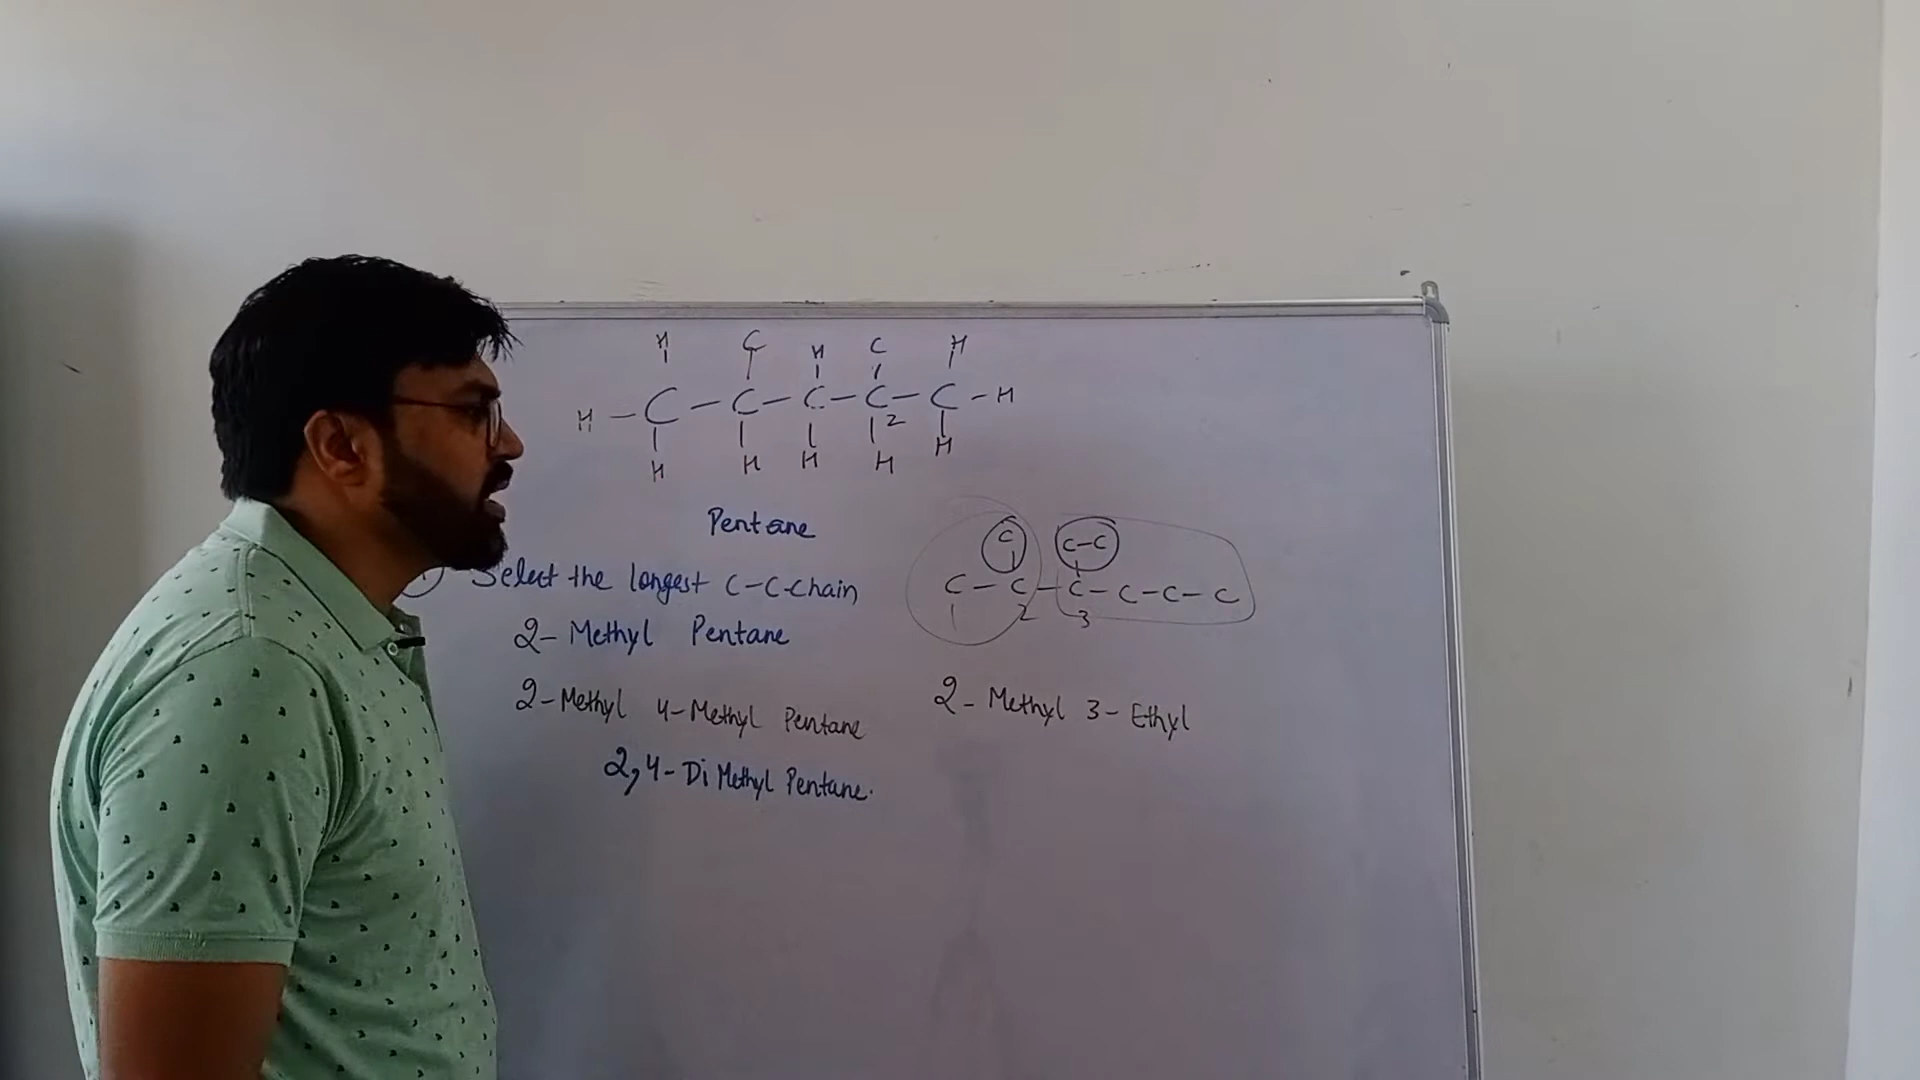 H C H C H
H - C - C - C - C - C - H
2
H H H H H
Pentane
Select the longest C-C-Chain
C C-C
C - C - C - C - C - C
1 2 3
2- Methyl Pentane
2-Methyl 4-Methyl Pentane
2,4- Di Methyl Pentane.
2- Methyl 3- Ethyl